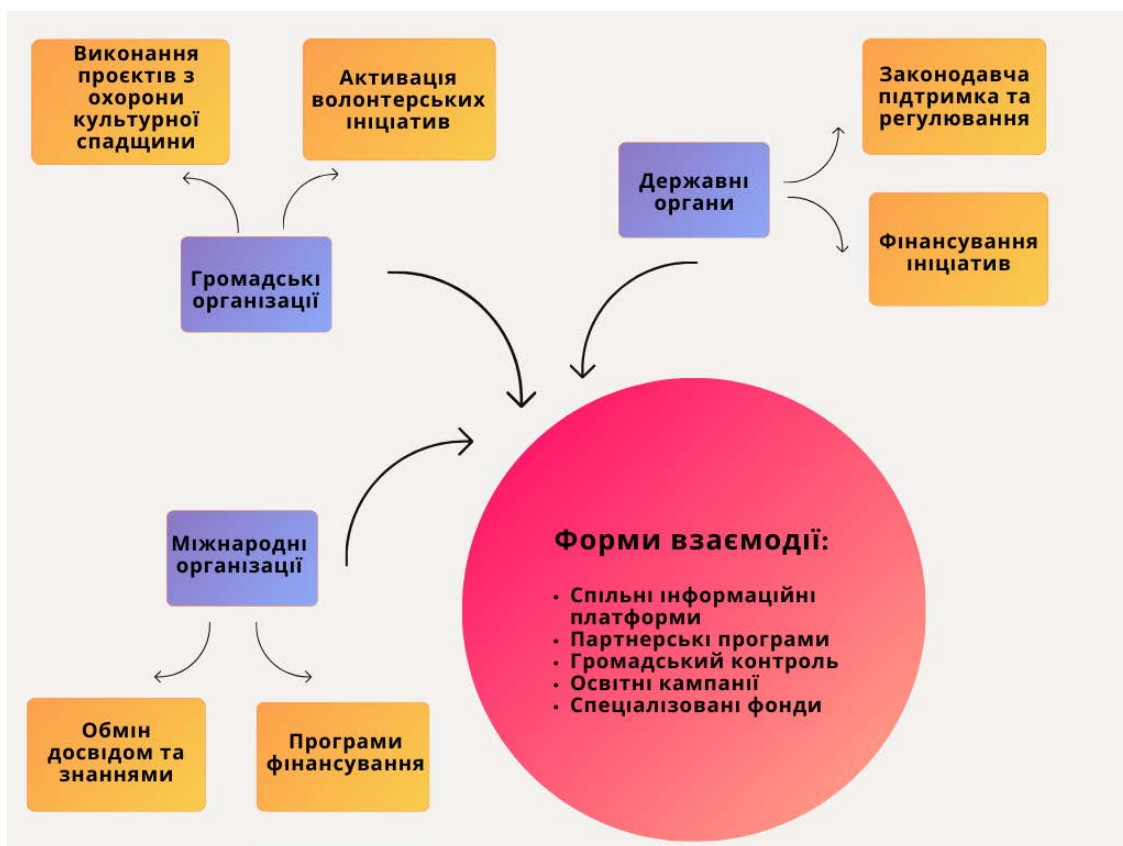 Виконання
проєктів з
охорони
культурної
спадщини
Активація
волонтерських
ініціатив
Законодавча
підтримка та
регулювання
Державні
органи
Фінансування
ініціатив
Громадські
організації
Міжнародні
організації
Обмін
досвідом та
знаннями
Програми
фінансування
Форми взаємодії:
• Спільні інформаційні
платформи
• Партнерські програми
• Громадський контроль
• Освітні кампанії
• Спеціалізовані фонди